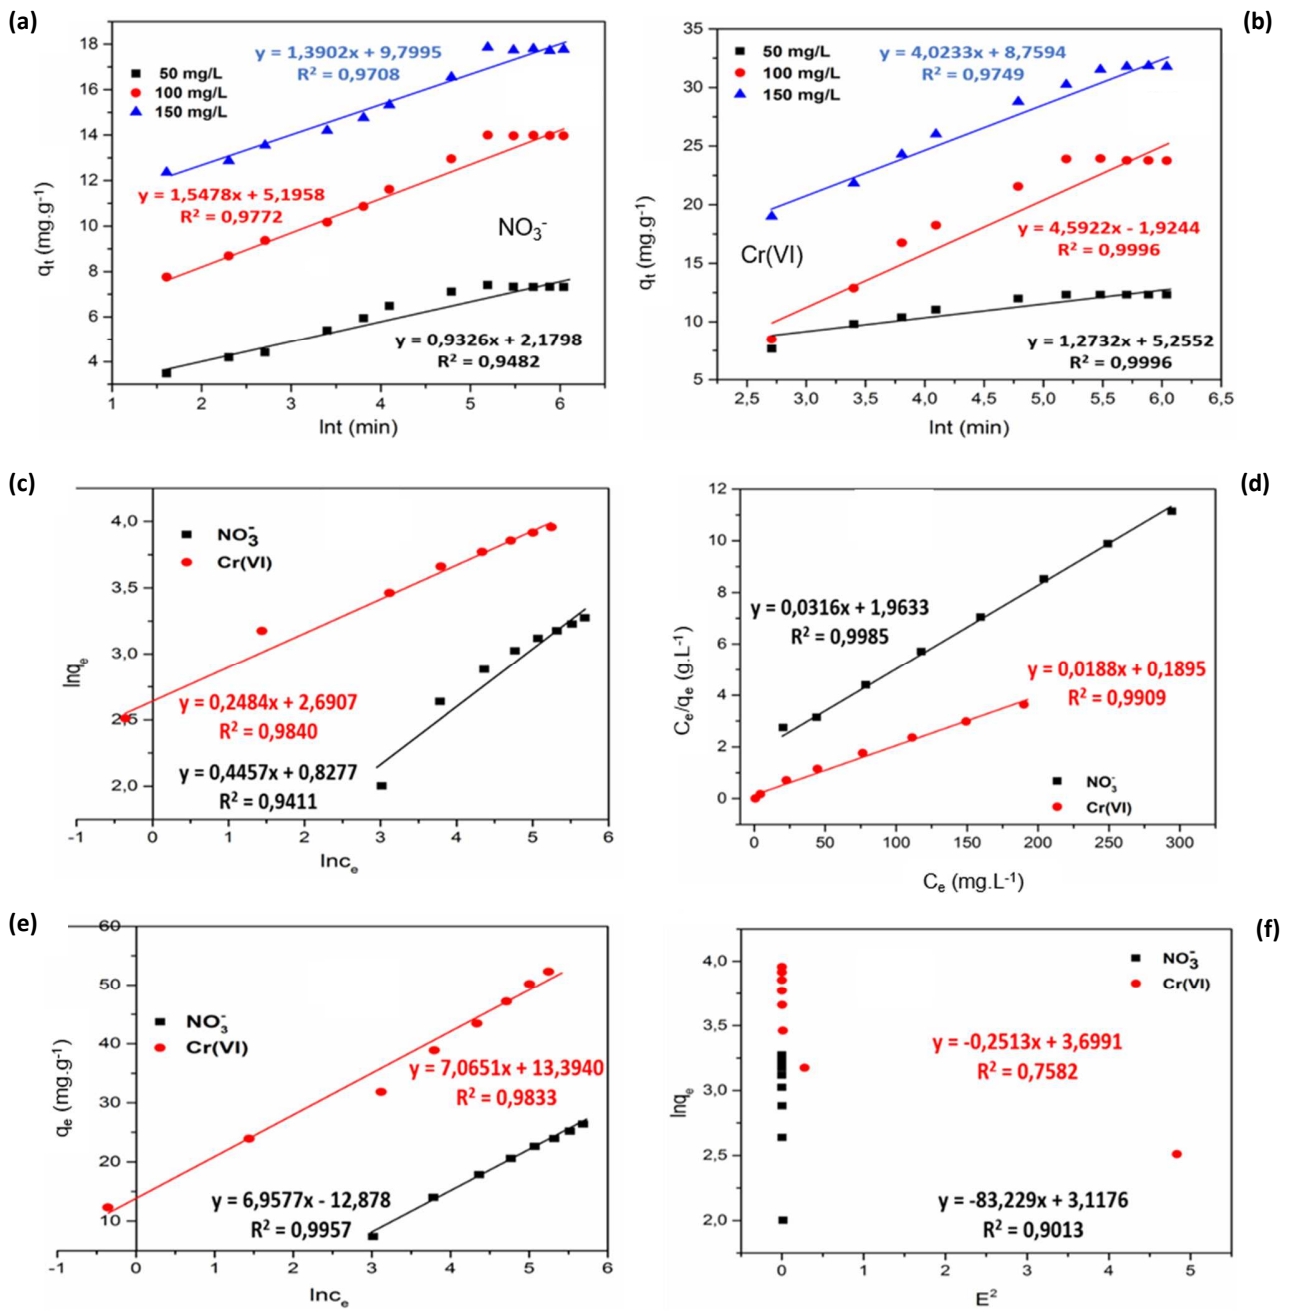 (a)
18
16
14
12
10
8
6
4
1
2
3
4
5
6
qt (mg.g-1)
lnt (min)
50 mg/L
100 mg/L
150 mg/L
y = 1,3902x + 9,7995
R2 = 0,9708
y = 1,5478x + 5,1958
R2 = 0,9772
NO3-
y = 0,9326x + 2,1798
R2 = 0,9482
(b)
35
30
25
20
15
10
5
2,5
3,0
3,5
4,0
4,5
5,0
5,5
6,0
6,5
qt (mg.g-1)
lnt (min)
50 mg/L
100 mg/L
150 mg/L
y = 4,0233x + 8,7594
R2 = 0,9749
Cr(VI)
y = 4,5922x - 1,9244
R2 = 0,9996
y = 1,2732x + 5,2552
R2 = 0,9996
(c)
4,0
3,5
3,0
2,5
2,0
-1
0
1
2
3
4
5
6
lnqe
lnce
NO3-
Cr(VI)
y = 0,2484x + 2,6907
R2 = 0,9840
y = 0,4457x + 0,8277
R2 = 0,9411
(d)
12
10
8
6
4
2
0
0
50
100
150
200
250
300
Ce/qe (g.L-1)
Ce (mg.L-1)
y = 0,0316x + 1,9633
R2 = 0,9985
y = 0,0188x + 0,1895
R2 = 0,9909
NO3-
Cr(VI)
(e)
60
50
40
30
20
10
-1
0
1
2
3
4
5
6
qe (mg.g-1)
lnce
NO3-
Cr(VI)
y = 7,0651x + 13,3940
R2 = 0,9833
y = 6,9577x - 12,878
R2 = 0,9957
(f)
4,0
3,5
3,0
2,5
2,0
0
1
2
3
4
5
lnqe
E2
NO3-
Cr(VI)
y = -0,2513x + 3,6991
R2 = 0,7582
y = -83,229x + 3,1176
R2 = 0,9013